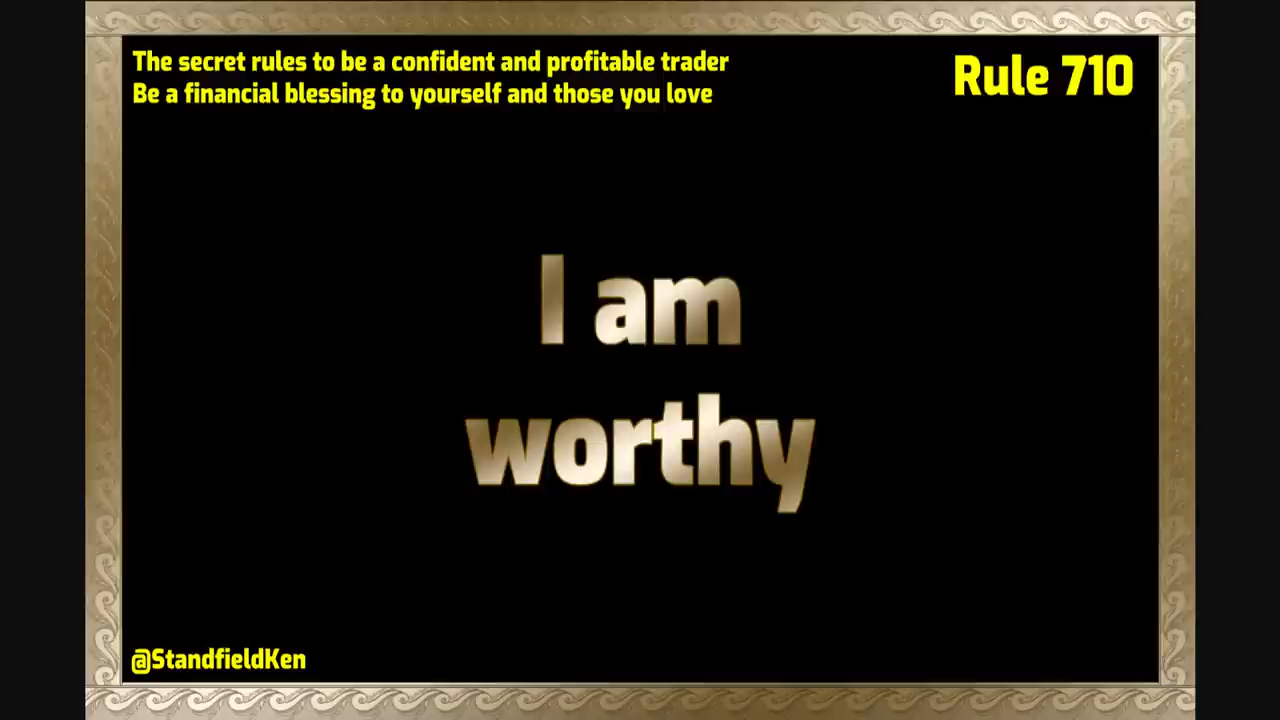 The secret rules to be a confident and profitable trader
Be a financial blessing to yourself and those you love
Rule 710
I am
worthy
@StandfieldKen